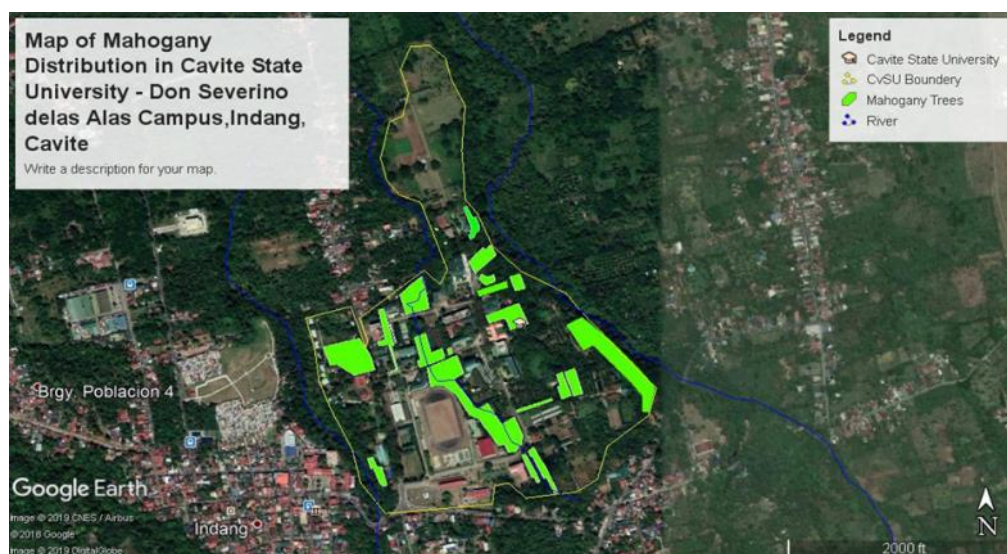 Map of Mahogany
Distribution in Cavite State
University - Don Severino
delas Alas Campus,Indang,
Cavite
Write a description for your map.
Legend
Cavite State University
CvSU Boundery
Mahogany Trees
River
Brgy. Poblacion 4
Google Earth
Indang
Image © 2019 CNES / Airbus
© 2018 Google
Image © 2019 DigitalGlobe
N
2000 ft